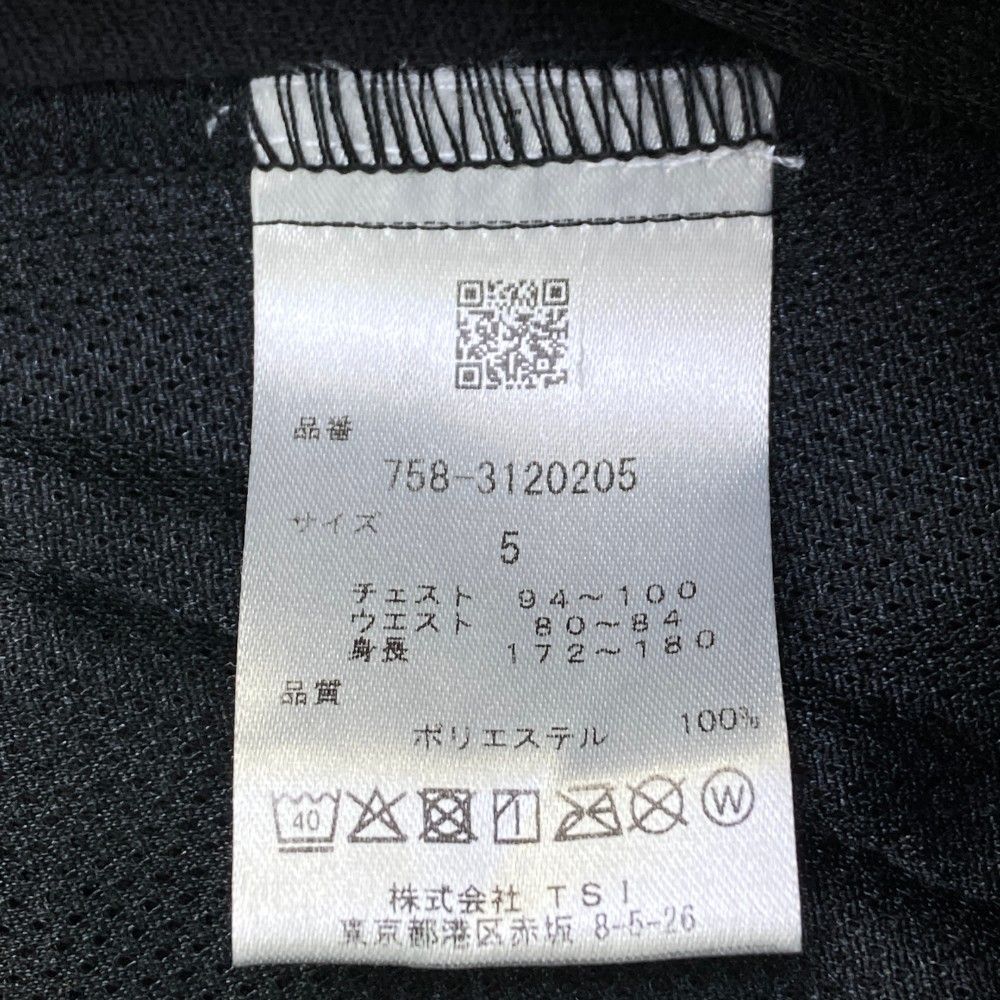 品番
758-3120205
サイズ
5
チェスト 94～100
ウエスト 80～84
身長 172～180
品質
ポリエステル 100%
40
W
株式会社 TSI
東京都港区赤坂 8-5-26